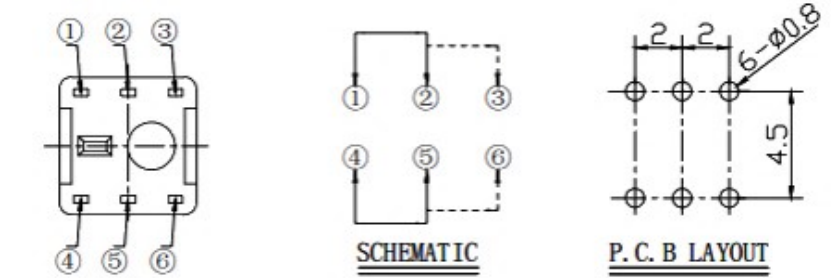 ① ② ③
④ ⑤ ⑥
① ② ③
④ ⑤ ⑥
SCHEMATIC
2 2
6-ø0.8
4.5
P.C.B LAYOUT